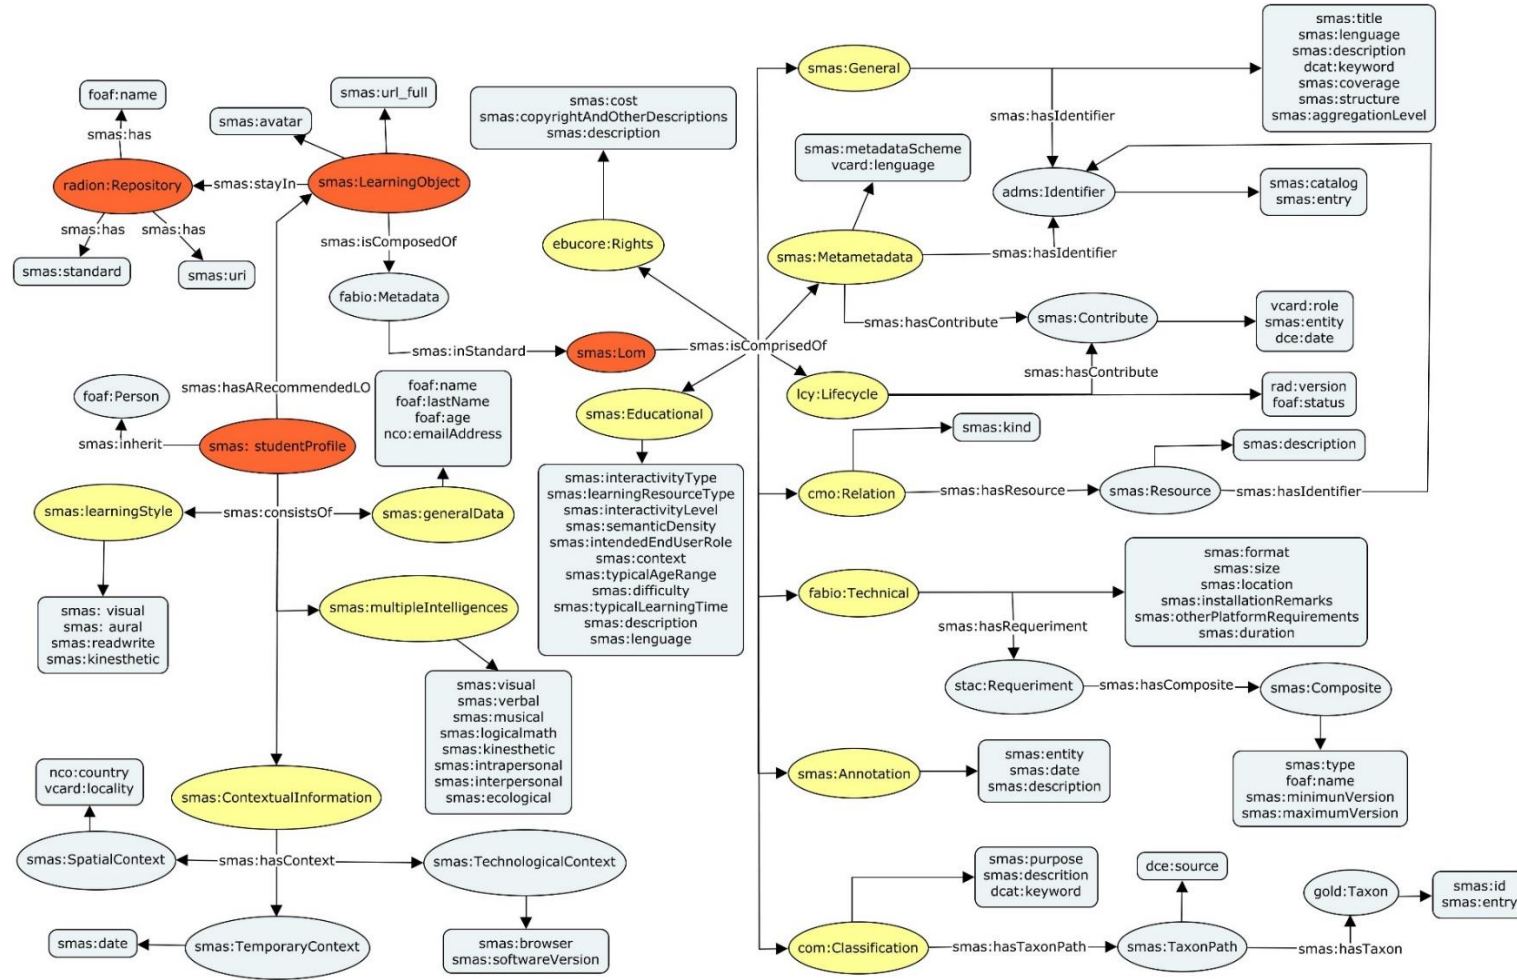 foaf:name
smas:has
smas:avatar
smas:url_full
radion:Repository
smas:stayIn
smas:LearningObject
smas:has
smas:has
smas:standard
smas:uri
smas:isComposedOf
fabio:Metadata
smas:inStandard
smas:Lom
smas:isComprisedOf
smas:hasARecommendedLO
foaf:Person
smas:inherit
smas: studentProfile
foaf:name
foaf:lastName
foaf:age
nco:emailAddress
smas:learningStyle
smas:consistsOf
smas:generalData
smas: visual
smas: aural
smas:readwrite
smas:kinesthetic
smas:multipleIntelligences
smas:visual
smas:verbal
smas:musical
smas:logicalmath
smas:kinesthetic
smas:intrapersonal
smas:interpersonal
smas:ecological
smas:ContextualInformation
nco:country
vcard:locality
smas:SpatialContext
smas:hasContext
smas:TechnologicalContext
smas:date
smas:TemporaryContext
smas:browser
smas:softwareVersion
smas:cost
smas:copyrightAndOtherDescriptions
smas:description
ebucore:Rights
smas:Educational
smas:interactivityType
smas:learningResourceType
smas:interactivityLevel
smas:semanticDensity
smas:intendedEndUserRole
smas:context
smas:typicalAgeRange
smas:difficulty
smas:typicalLearningTime
smas:description
smas:lenguage
smas:General
smas:title
smas:lenguage
smas:description
dcat:keyword
smas:coverage
smas:structure
smas:aggregationLevel
smas:hasIdentifier
smas:metadataScheme
vcard:lenguage
adms:Identifier
smas:catalog
smas:entry
smas:Metametadata
smas:hasIdentifier
smas:hasContribute
smas:Contribute
vcard:role
smas:entity
dce:date
smas:hasContribute
lcy:Lifecycle
rad:version
foaf:status
smas:kind
smas:description
cmo:Relation
smas:hasResource
smas:Resource
smas:hasIdentifier
fabio:Technical
smas:format
smas:size
smas:location
smas:installationRemarks
smas:otherPlatformRequirements
smas:duration
smas:hasRequeriment
stac:Requeriment
smas:hasComposite
smas:Composite
smas:type
foaf:name
smas:minimunVersion
smas:maximumVersion
smas:Annotation
smas:entity
smas:date
smas:description
smas:purpose
smas:descrition
dcat:keyword
dce:source
gold:Taxon
smas:id
smas:entry
com:Classification
smas:hasTaxonPath
smas:TaxonPath
smas:hasTaxon